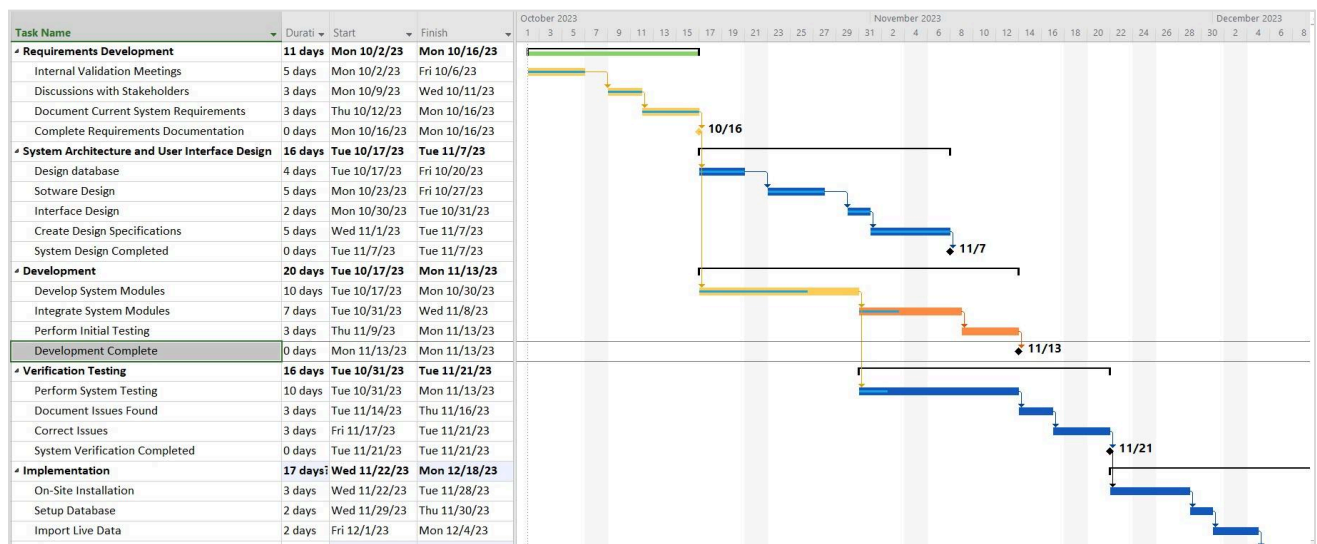 October 2023 November 2023 December 2023
Task Name Durati Start Finish 1 3 5 7 9 11 13 15 17 19 21 23 25 27 29 31 2 4 6 8 10 12 14 16 18 20 22 24 26 28 30 2 4 6 8
Requirements Development 11 days Mon 10/2/23 Mon 10/16/23
Internal Validation Meetings 5 days Mon 10/2/23 Fri 10/6/23
Discussions with Stakeholders 3 days Mon 10/9/23 Wed 10/11/23
Document Current System Requirements 3 days Thu 10/12/23 Mon 10/16/23
Complete Requirements Documentation 0 days Mon 10/16/23 Mon 10/16/23 10/16
System Architecture and User Interface Design 16 days Tue 10/17/23 Tue 11/7/23
Design database 4 days Tue 10/17/23 Fri 10/20/23
Sotware Design 5 days Mon 10/23/23 Fri 10/27/23
Interface Design 2 days Mon 10/30/23 Tue 10/31/23
Create Design Specifications 5 days Wed 11/1/23 Tue 11/7/23
System Design Completed 0 days Tue 11/7/23 Tue 11/7/23 11/7
Development 20 days Tue 10/17/23 Mon 11/13/23
Develop System Modules 10 days Tue 10/17/23 Mon 10/30/23
Integrate System Modules 7 days Tue 10/31/23 Wed 11/8/23
Perform Initial Testing 3 days Thu 11/9/23 Mon 11/13/23
Development Complete 0 days Mon 11/13/23 Mon 11/13/23 11/13
Verification Testing 16 days Tue 10/31/23 Tue 11/21/23
Perform System Testing 10 days Tue 10/31/23 Mon 11/13/23
Document Issues Found 3 days Tue 11/14/23 Thu 11/16/23
Correct Issues 3 days Fri 11/17/23 Tue 11/21/23
System Verification Completed 0 days Tue 11/21/23 Tue 11/21/23 11/21
Implementation 17 days? Wed 11/22/23 Mon 12/18/23
On-Site Installation 3 days Wed 11/22/23 Tue 11/28/23
Setup Database 2 days Wed 11/29/23 Thu 11/30/23
Import Live Data 2 days Fri 12/1/23 Mon 12/4/23